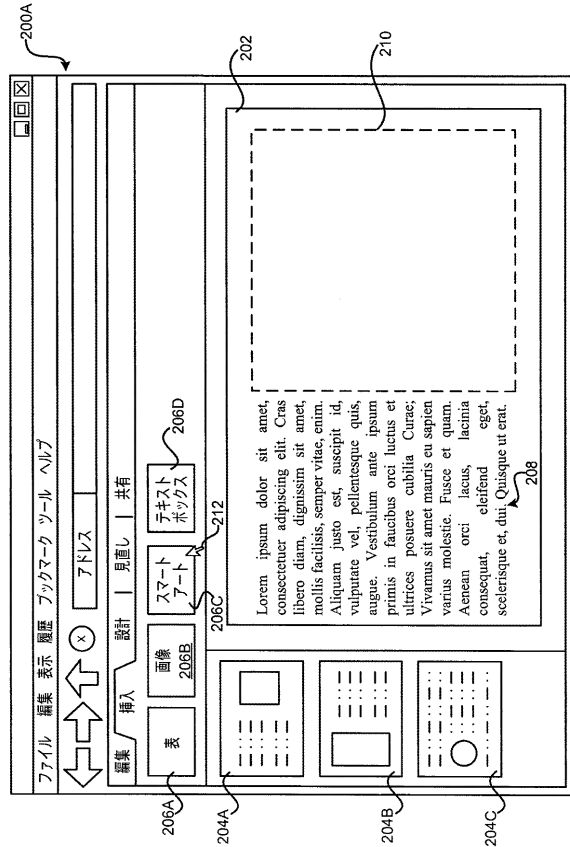 200A
ファイル 編集 表示 履歴 ブックマーク ツール ヘルプ
× アドレス
編集 挿入 設計 | 見直し | 共有
表
画像
206B
スマート
アート
テキスト
ボックス
206A
206C
212
206D
204A
204B
204C
202
210
Lorem ipsum dolor sit amet,
consectetuer adipiscing elit. Cras
libero diam, dignissim sit amet,
mollis facilisis, semper vitae, enim.
Aliquam justo est, suscipit id,
vulputate vel, pellentesque quis,
augue. Vestibulum ante ipsum
primis in faucibus orci luctus et
ultrices posuere cubilia Curae;
Vivamus sit amet mauris eu sapien
varius molestie. Fusce et quam.
Aenean orci lacus, lacinia
consequat, eleifend eget,
scelerisque et, dui. Quisque ut erat.
208